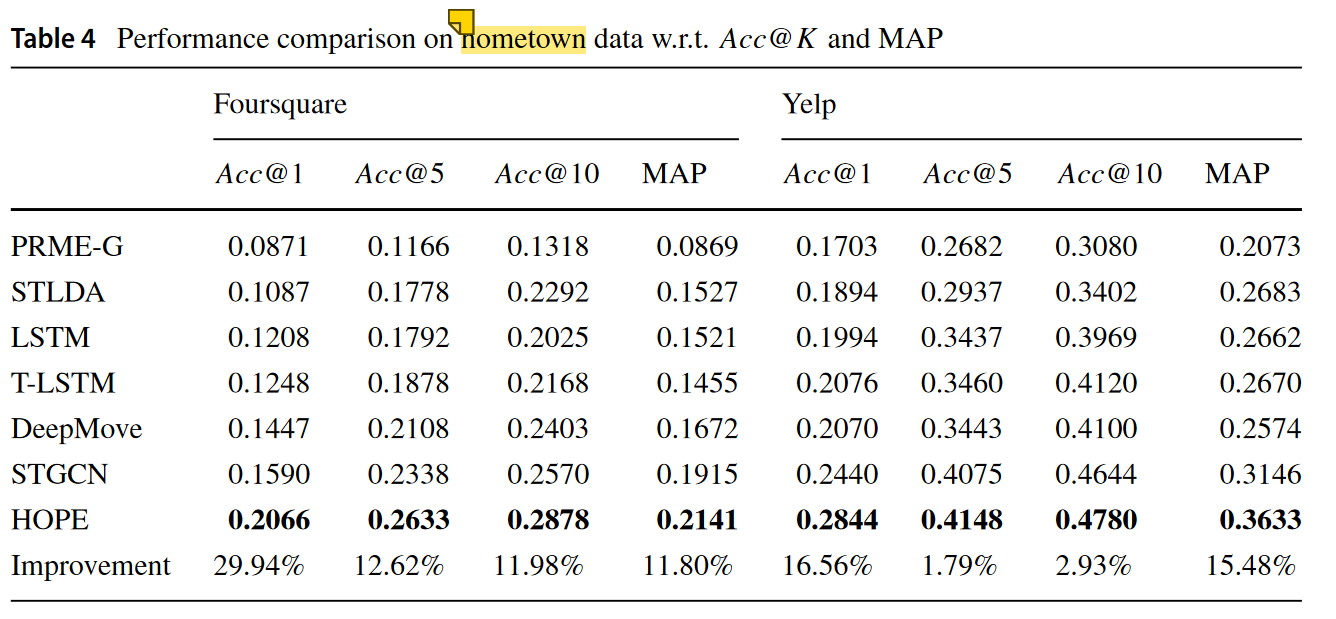 Table 4 Performance comparison on hometown data w.r.t. Acc@K and MAP
Foursquare Yelp
Acc@1 Acc@5 Acc@10 MAP Acc@1 Acc@5 Acc@10 MAP
PRME-G 0.0871 0.1166 0.1318 0.0869 0.1703 0.2682 0.3080 0.2073
STLDA 0.1087 0.1778 0.2292 0.1527 0.1894 0.2937 0.3402 0.2683
LSTM 0.1208 0.1792 0.2025 0.1521 0.1994 0.3437 0.3969 0.2662
T-LSTM 0.1248 0.1878 0.2168 0.1455 0.2076 0.3460 0.4120 0.2670
DeepMove 0.1447 0.2108 0.2403 0.1672 0.2070 0.3443 0.4100 0.2574
STGCN 0.1590 0.2338 0.2570 0.1915 0.2440 0.4075 0.4644 0.3146
HOPE 0.2066 0.2633 0.2878 0.2141 0.2844 0.4148 0.4780 0.3633
Improvement 29.94% 12.62% 11.98% 11.80% 16.56% 1.79% 2.93% 15.48%